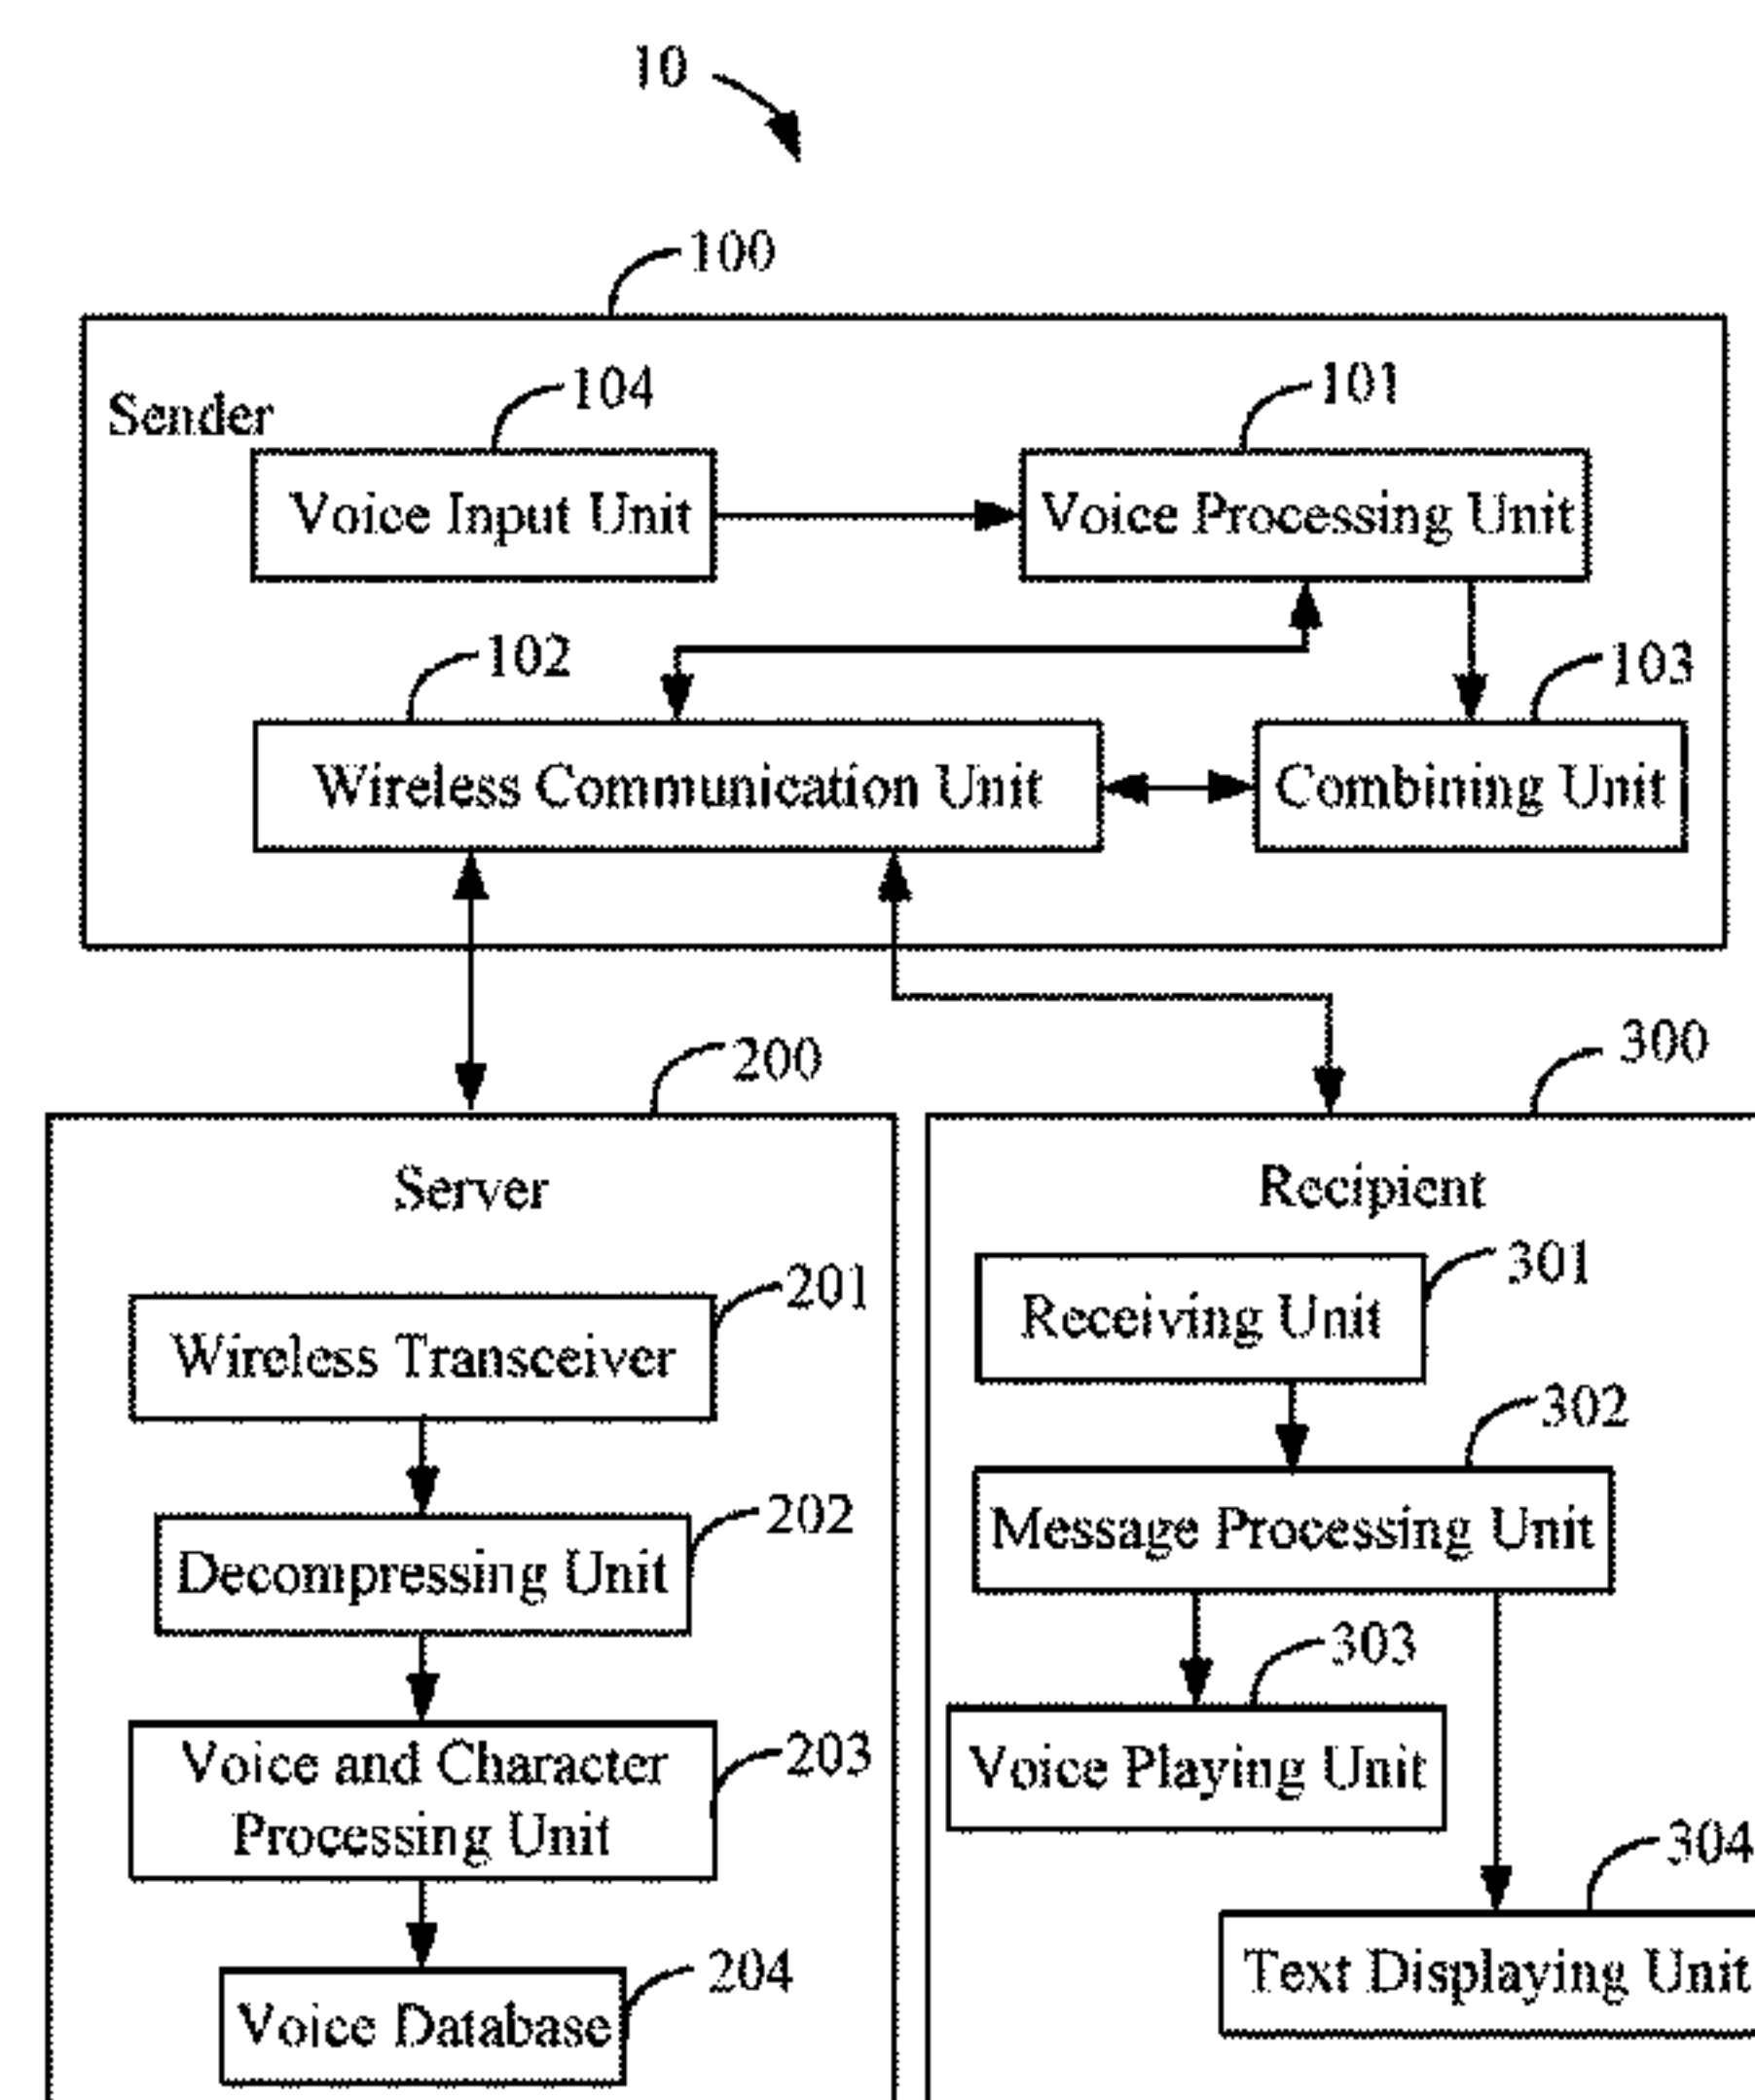 10
100
Sender
104
101
Voice Input Unit
Voice Processing Unit
102
103
Wireless Communication Unit
Combining Unit
200
300
Server
Recipient
201
301
Wireless Transceiver
Receiving Unit
302
202
Decompressing Unit
Message Processing Unit
303
203
Voice and Character
Processing Unit
Voice Playing Unit
304
204
Voice Database
Text Displaying Unit